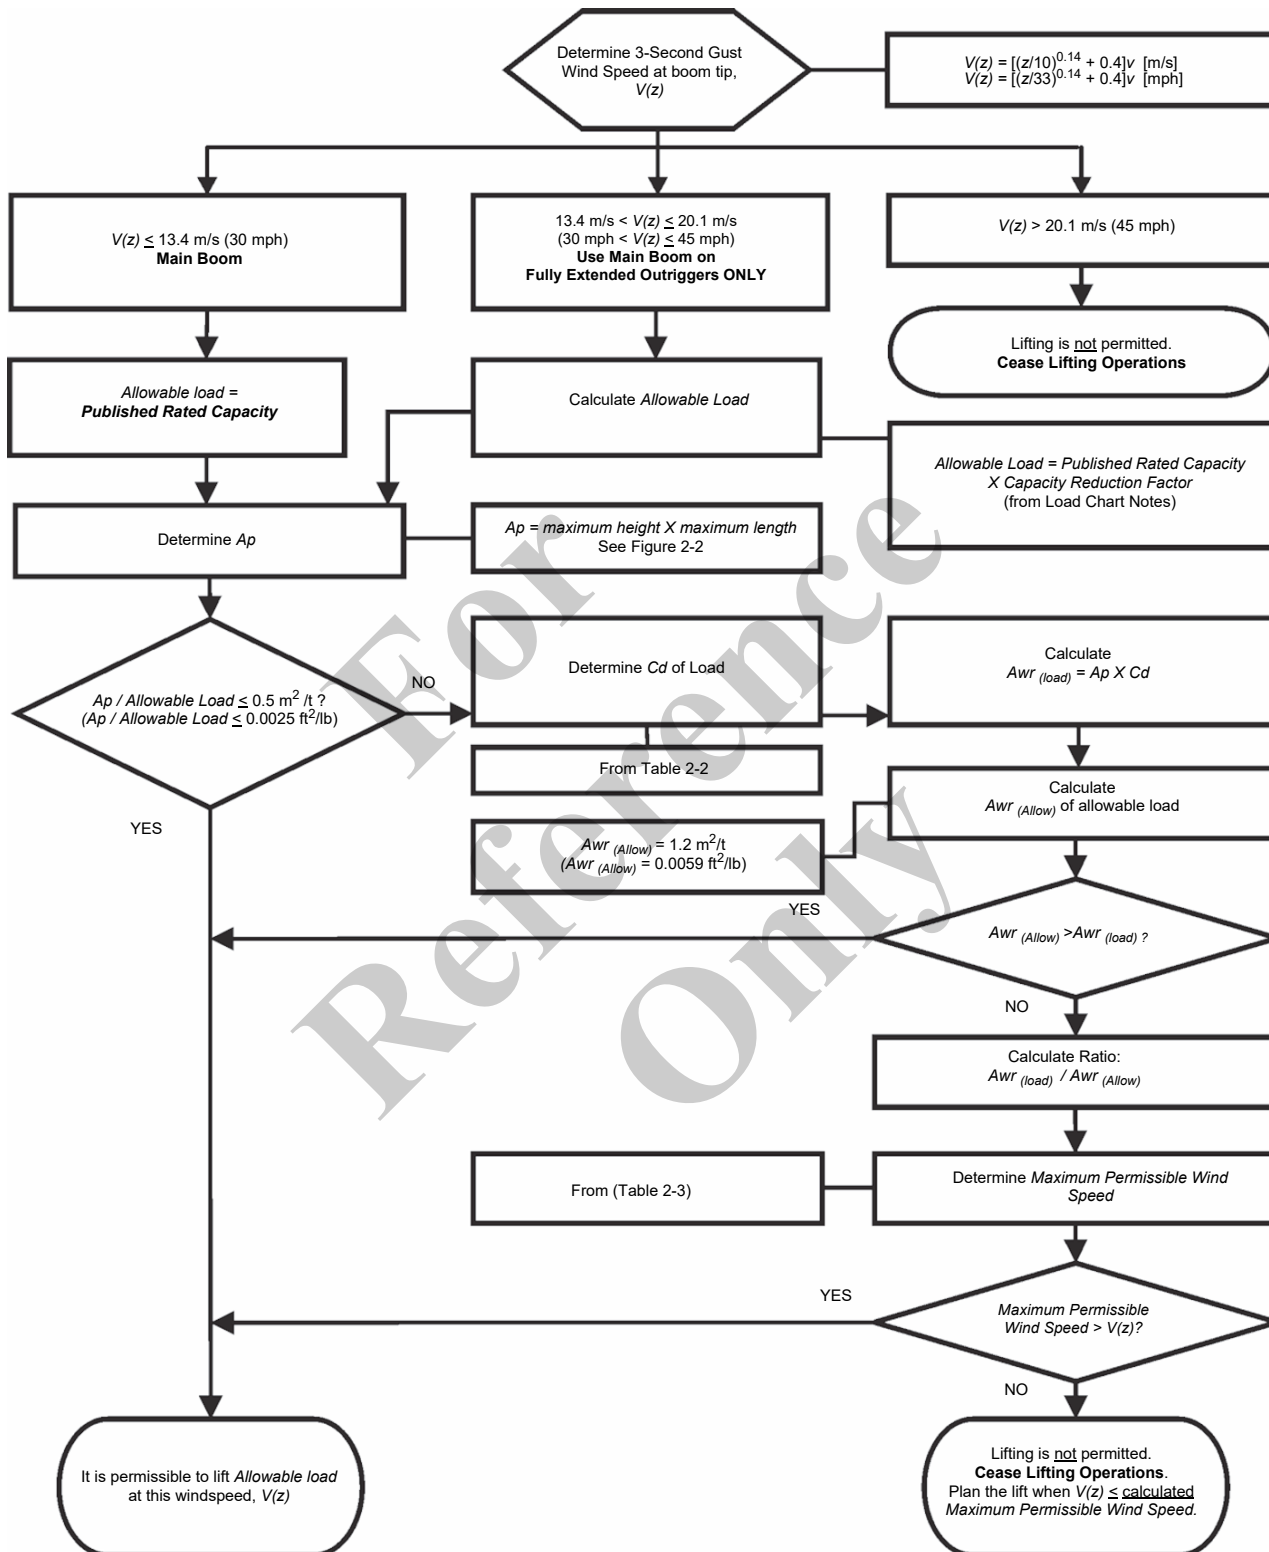 Determine 3-Second Gust
Wind Speed at boom tip,
V(z)
V(z) = [(z/10)^0.14 + 0.4]v [m/s]
V(z) = [(z/33)^0.14 + 0.4]v [mph]
V(z) ≤ 13.4 m/s (30 mph)
Main Boom
13.4 m/s < V(z) ≤ 20.1 m/s
(30 mph < V(z) ≤ 45 mph)
Use Main Boom on
Fully Extended Outriggers ONLY
V(z) > 20.1 m/s (45 mph)
Lifting is not permitted.
Cease Lifting Operations
Allowable load =
Published Rated Capacity
Calculate Allowable Load
Allowable Load = Published Rated Capacity
X Capacity Reduction Factor
(from Load Chart Notes)
Determine Ap
Ap = maximum height X maximum length
See Figure 2-2
Ap / Allowable Load ≤ 0.5 m² /t ?
(Ap / Allowable Load ≤ 0.0025 ft²/lb)
NO
YES
Determine Cd of Load
From Table 2-2
Calculate
Awr (load) = Ap X Cd
Calculate
Awr (Allow) of allowable load
Awr (Allow) = 1.2 m²/t
(Awr (Allow) = 0.0059 ft²/lb)
YES
Awr (Allow) >Awr (load) ?
NO
Calculate Ratio:
Awr (load) / Awr (Allow)
From (Table 2-3)
Determine Maximum Permissible Wind
Speed
YES
Maximum Permissible
Wind Speed > V(z)?
NO
It is permissible to lift Allowable load
at this windspeed, V(z)
Lifting is not permitted.
Cease Lifting Operations.
Plan the lift when V(z) ≤ calculated
Maximum Permissible Wind Speed.
For
Reference
Only